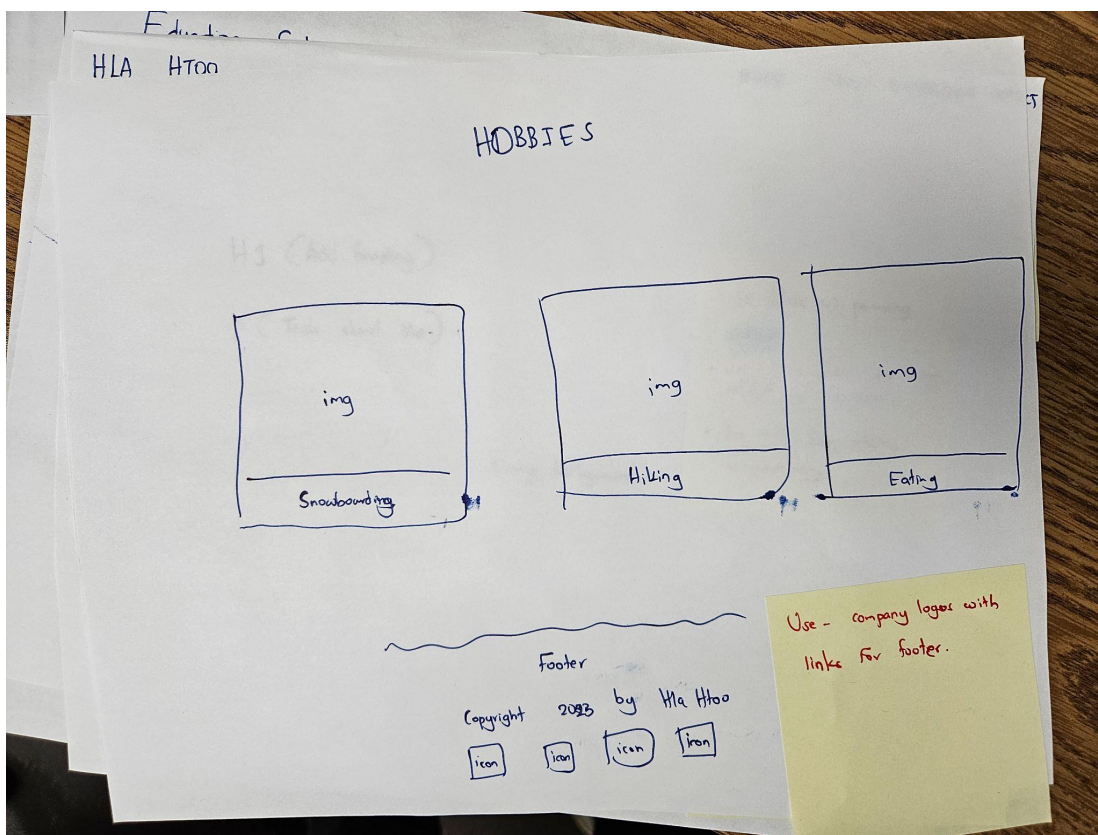 HLA HTOO
HOBBIES
img
img
img
Snowboarding
Hiking
Eating
Use - company logos with
links for footer.
Footer
Copyright 2023 by Hla Htoo
icon
icon
icon
icon